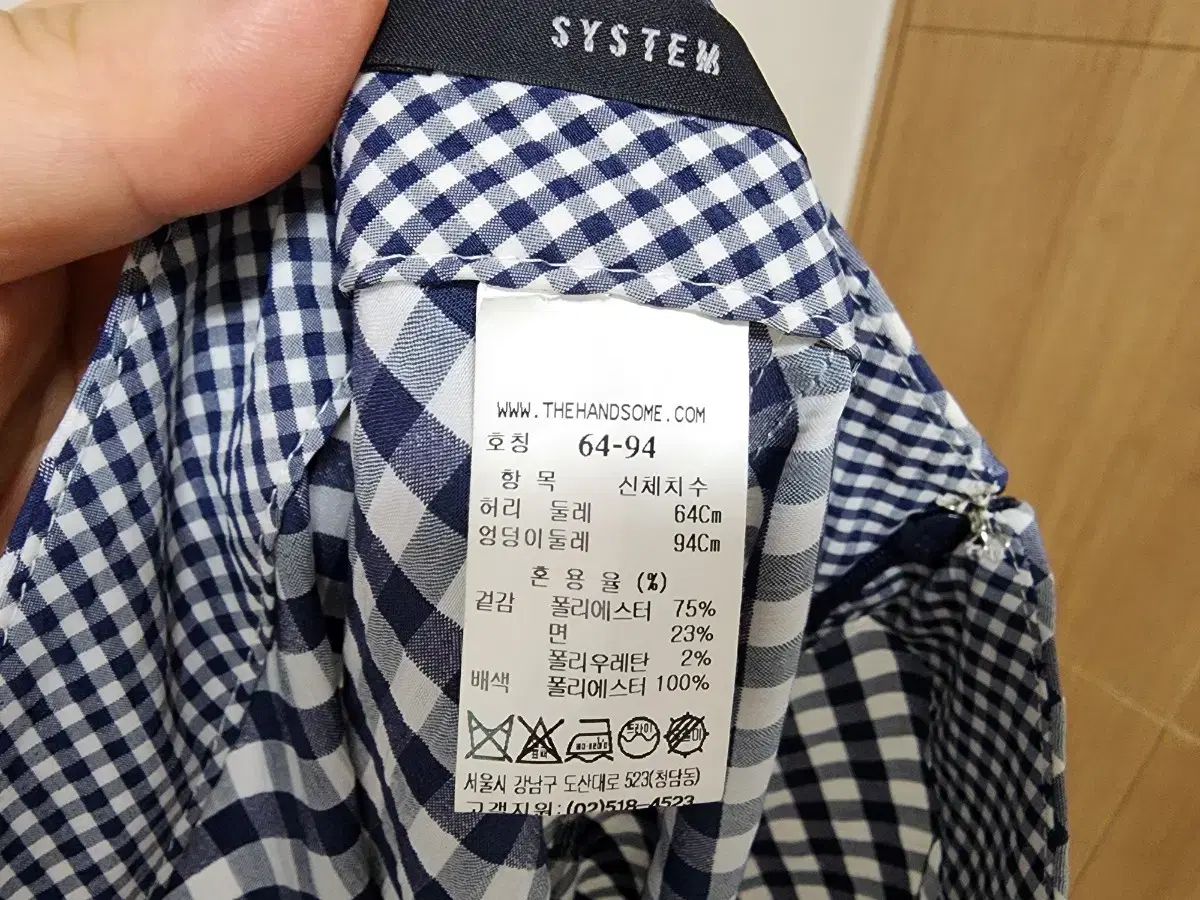 SYSTEM
WWW.THEHANDSOME.COM
호칭 64-94
항 목 신체치수
허리 둘레 64Cm
엉덩이둘레 94Cm
혼 용 율 (%)
겉감 폴리에스터 75%
면 23%
폴리우레탄 2%
배색 폴리에스터 100%
드라이
서울시 강남구 도산대로 523(청담동)
고객지원:(02)518-4523